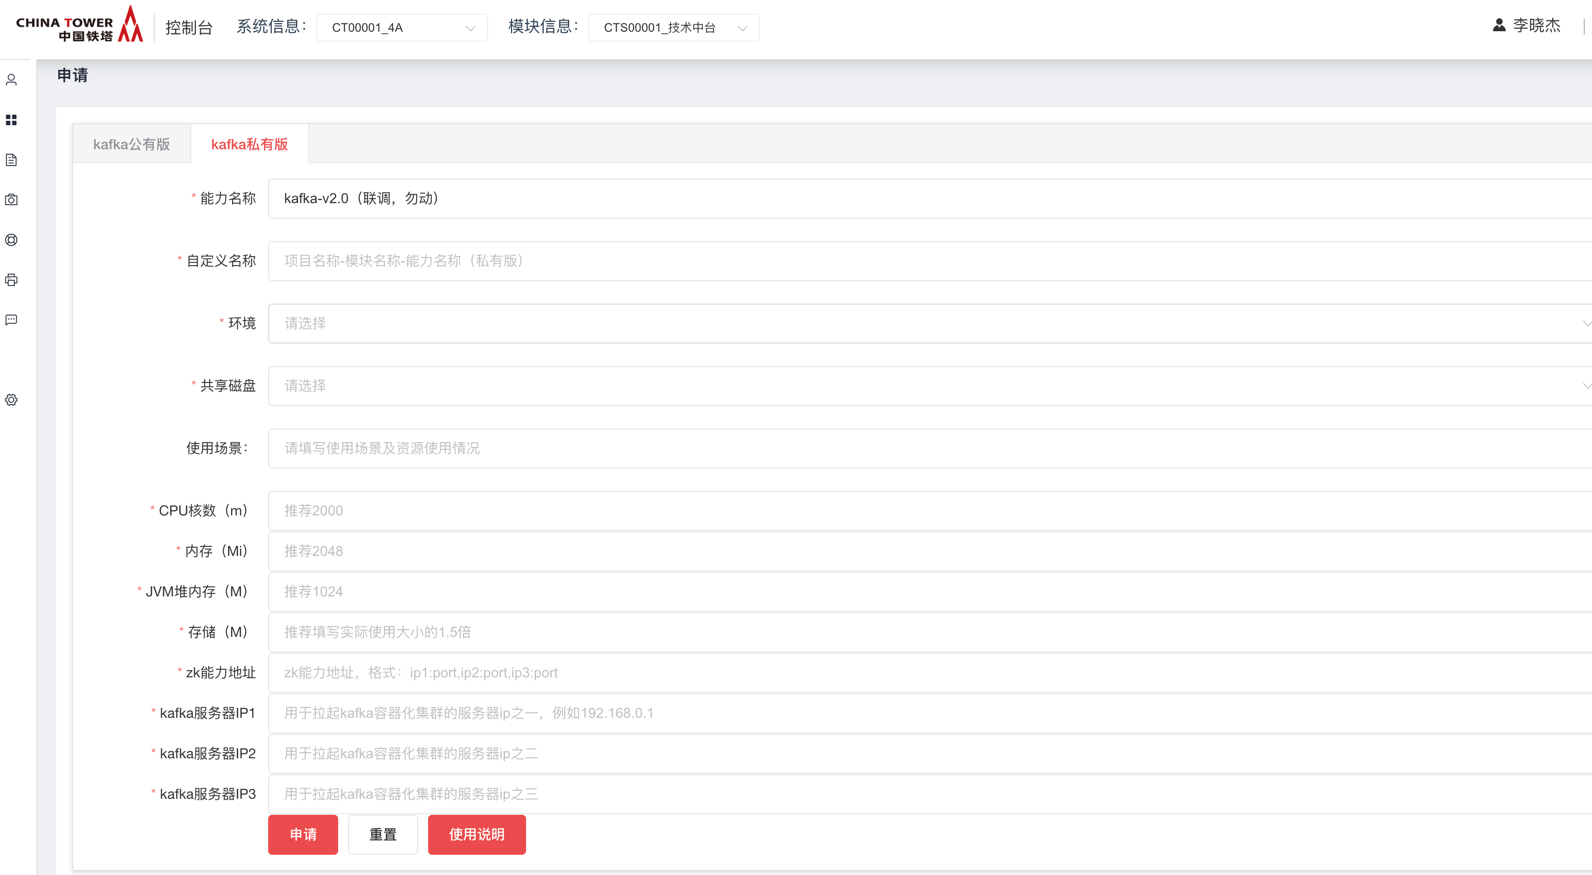 CHINA TOWER
中国铁塔
控制台
系统信息：
CT00001_4A
模块信息：
CTS00001_技术中台
李晓杰
申请
kafka公有版
kafka私有版
* 能力名称
kafka-v2.0（联调，勿动）
* 自定义名称
项目名称-模块名称-能力名称（私有版）
* 环境
请选择
* 共享磁盘
请选择
使用场景：
请填写使用场景及资源使用情况
* CPU核数（m）
推荐2000
* 内存（Mi）
推荐2048
* JVM堆内存（M）
推荐1024
* 存储（M）
推荐填写实际使用大小的1.5倍
* zk能力地址
zk能力地址，格式：ip1:port,ip2:port,ip3:port
* kafka服务器IP1
用于拉起kafka容器化集群的服务器ip之一，例如192.168.0.1
* kafka服务器IP2
用于拉起kafka容器化集群的服务器ip之二
* kafka服务器IP3
用于拉起kafka容器化集群的服务器ip之三
申请
重置
使用说明